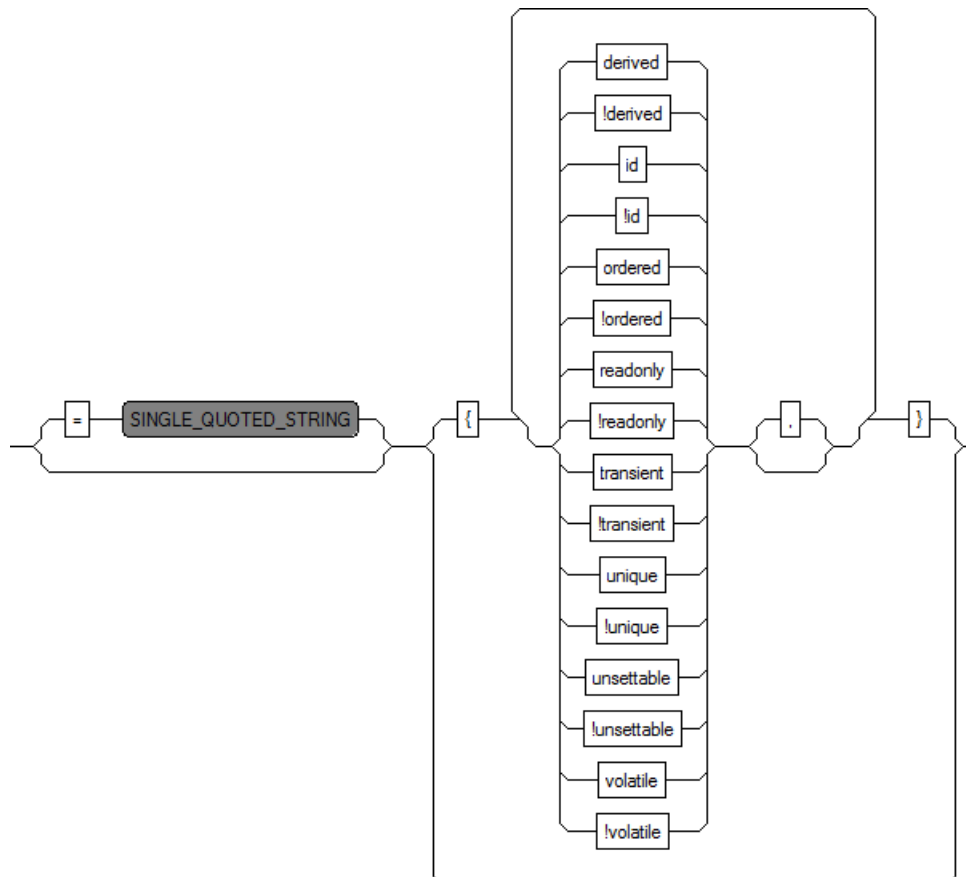 derived
!derived
id
!id
ordered
!ordered
readonly
= SINGLE_QUOTED_STRING { !readonly , }
transient
!transient
unique
!unique
unsettable
!unsettable
volatile
!volatile